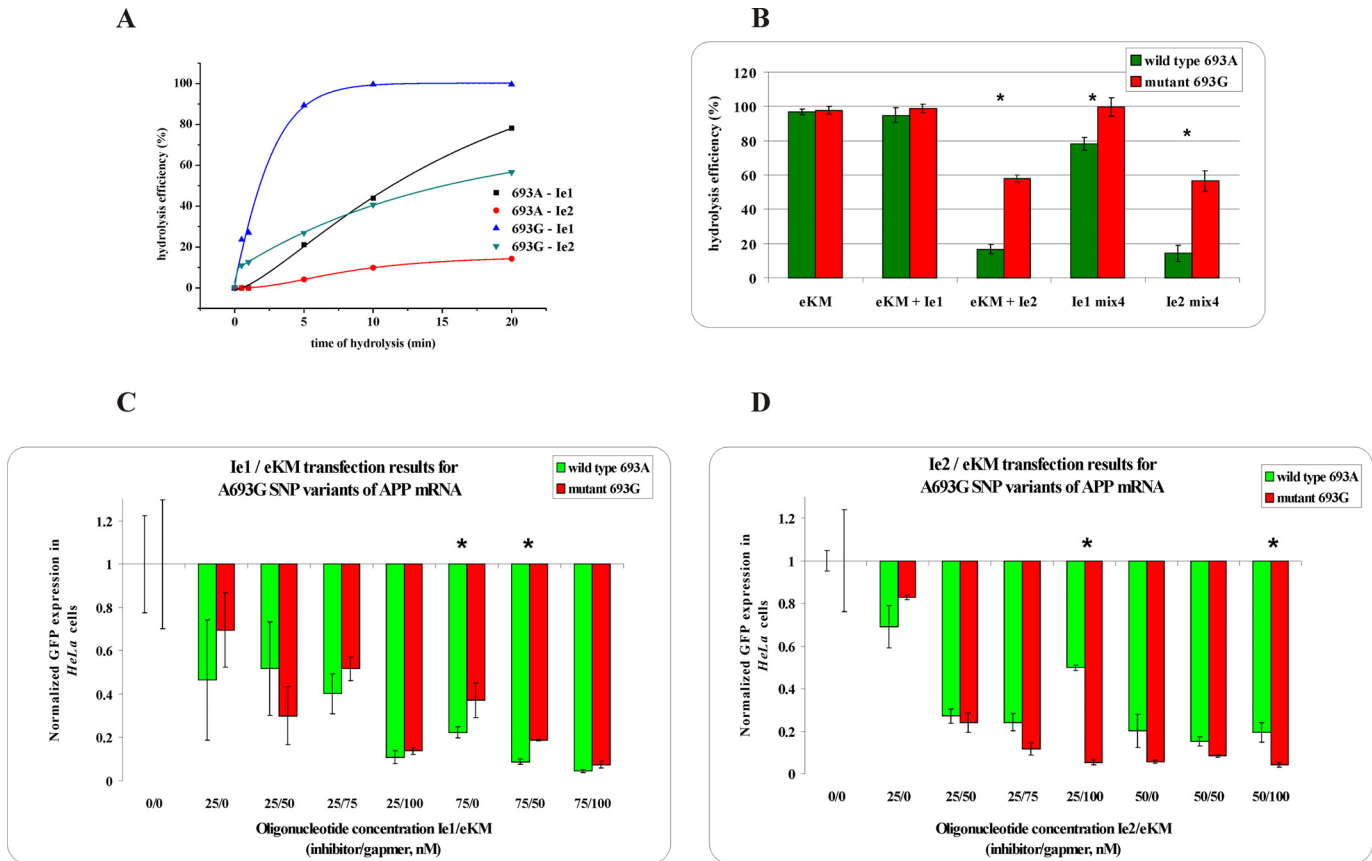 A
100
80
60
40
20
0
hydrolysis efficiency (%)
693A - Ie1
693A - Ie2
693G - Ie1
693G - Ie2
0 5 10 15 20
time of hydrolysis (min)
B
wild type 693A
mutant 693G
120
100
80
60
40
20
0
hydrolysis efficiency (%)
* * *
eKM eKM + Ie1 eKM + Ie2 Ie1 mix4 Ie2 mix4
C
Ie1 / eKM transfection results for
A693G SNP variants of APP mRNA
wild type 693A
mutant 693G
1.2
1
0.8
0.6
0.4
0.2
0
Normalized GFP expression in
HeLa cells
* *
0/0 25/0 25/50 25/75 25/100 75/0 75/50 75/100
Oligonucleotide concentration Ie1/eKM
(inhibitor/gapmer, nM)
D
Ie2 / eKM transfection results for
A693G SNP variants of APP mRNA
wild type 693A
mutant 693G
1.2
1
0.8
0.6
0.4
0.2
0
Normalized GFP expression in
HeLa cells
* *
0/0 25/0 25/50 25/75 25/100 50/0 50/50 50/100
Oligonucleotide concentration Ie2/eKM
(inhibitor/gapmer, nM)